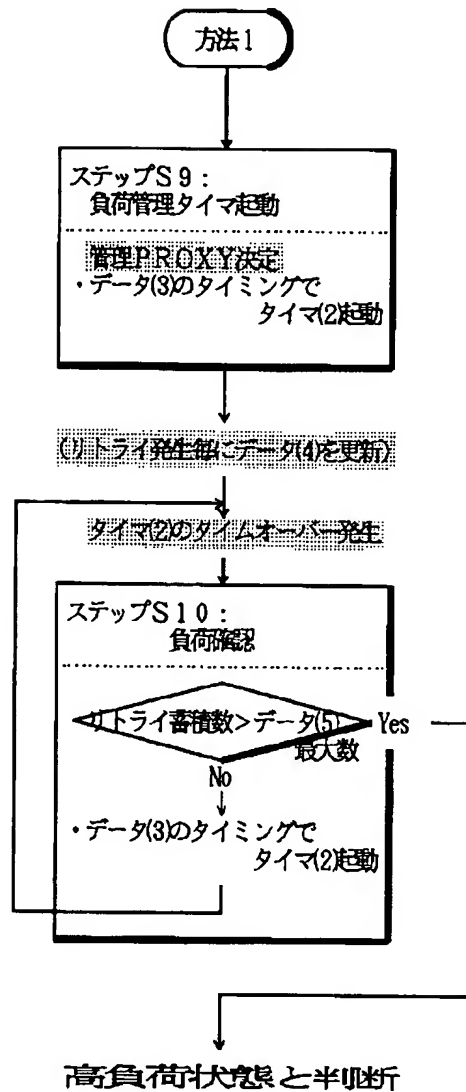 方法1
ステップS9:
負荷管理タイマ起動
管理PROXY決定
・データ(3)のタイミングで
タイマ(2)起動
(リトライ発生毎にデータ(4)を更新)
タイマ(2)のタイムオーバー発生
ステップS10:
負荷確認
リトライ蓄積数>データ(5)
最大数
Yes
No
・データ(3)のタイミングで
タイマ(2)起動
高負荷状態と判断